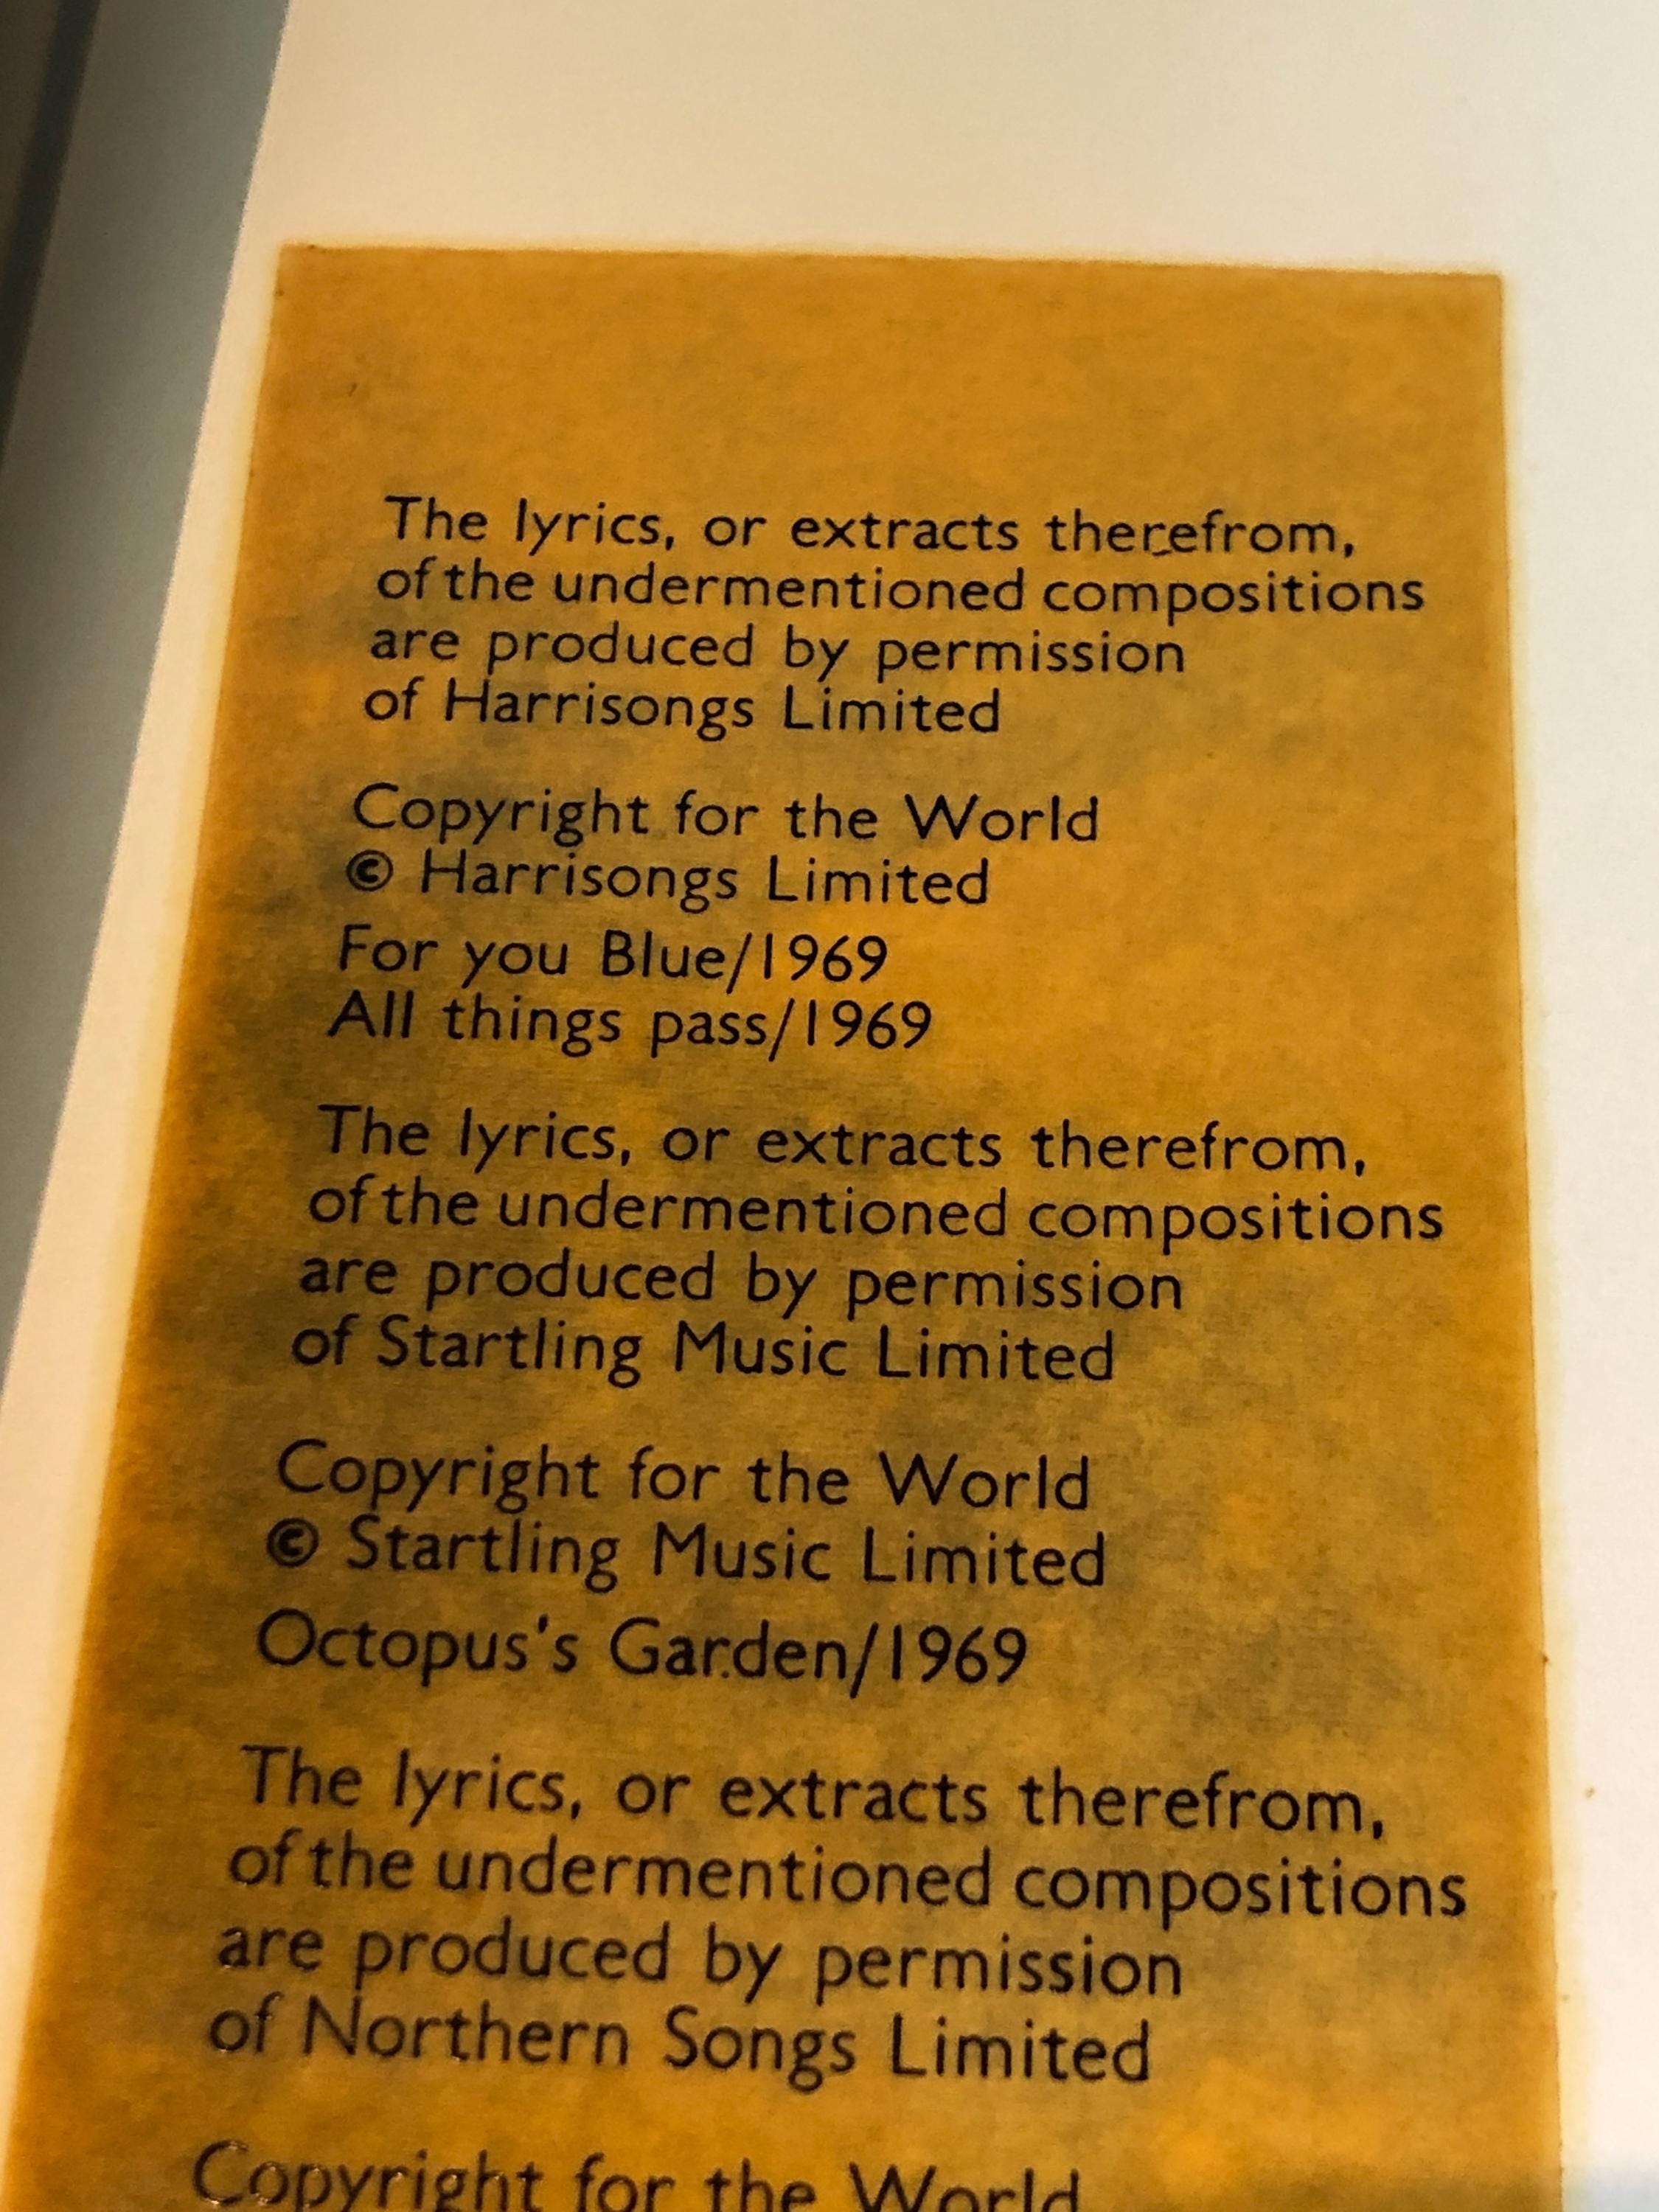 The lyrics, or extracts therefrom,
of the undermentioned compositions
are produced by permission
of Harrisongs Limited
Copyright for the World
© Harrisongs Limited
For you Blue/1969
All things pass/1969
The lyrics, or extracts therefrom,
of the undermentioned compositions
are produced by permission
of Startling Music Limited
Copyright for the World
© Startling Music Limited
Octopus's Garden/1969
The lyrics, or extracts therefrom,
of the undermentioned compositions
are produced by permission
of Northern Songs Limited
Copyright for the World